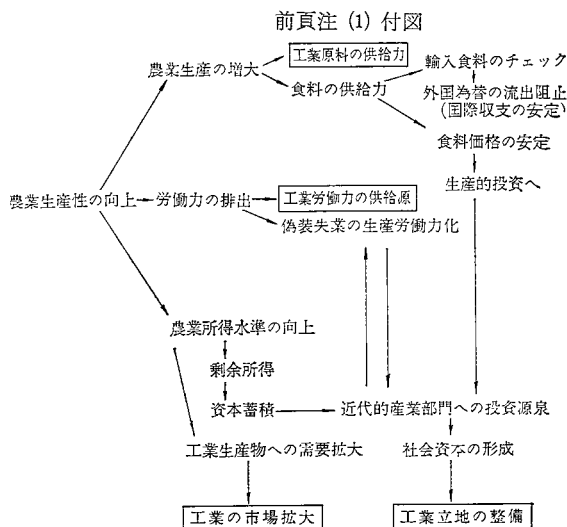 前頁注 (1) 付図
工業原料の供給力
農業生産の増大
食料の供給力
輸入食料のチェック
外国為替の流出阻止
(国際収支の安定)
食料価格の安定
生産的投資へ
農業生産性の向上
労働力の排出
工業労働力の供給源
偽装失業の生産労働力化
農業所得水準の向上
剰余所得
資本蓄積
近代的産業部門への投資源泉
工業生産物への需要拡大
社会資本の形成
工業の市場拡大
工業立地の整備